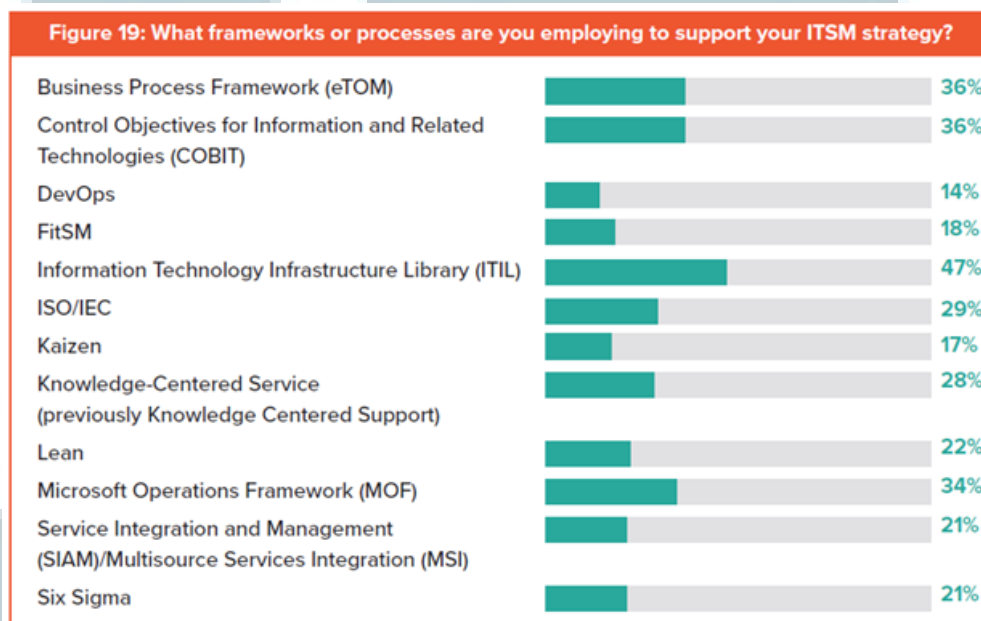 Figure 19: What frameworks or processes are you employing to support your ITSM strategy?
Business Process Framework (eTOM) 36%
Control Objectives for Information and Related 36%
Technologies (COBIT)
DevOps 14%
FitSM 18%
Information Technology Infrastructure Library (ITIL) 47%
ISO/IEC 29%
Kaizen 17%
Knowledge-Centered Service 28%
(previously Knowledge Centered Support)
Lean 22%
Microsoft Operations Framework (MOF) 34%
Service Integration and Management 21%
(SIAM)/Multisource Services Integration (MSI)
Six Sigma 21%